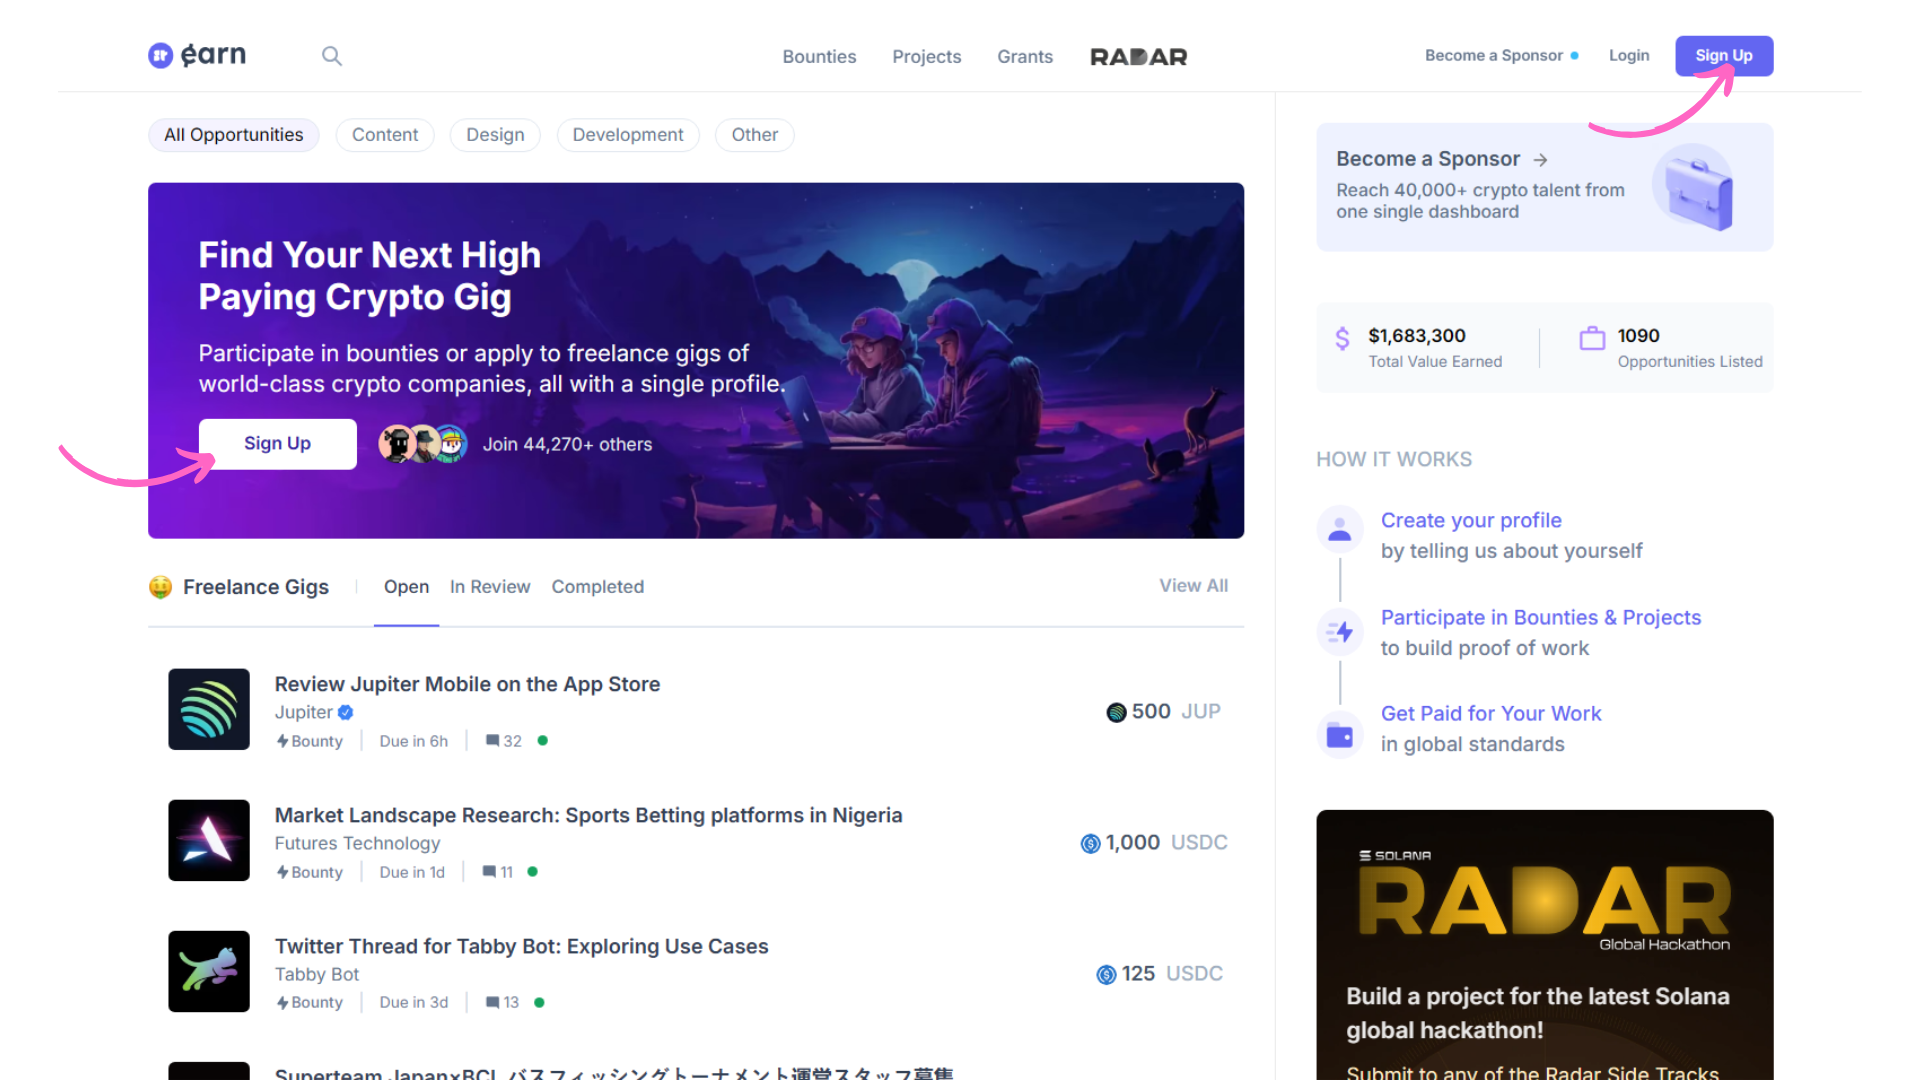 earn
Bounties
Projects
Grants
RADAR
Become a Sponsor
Login
Sign Up
All Opportunities
Content
Design
Development
Other
Find Your Next High
Paying Crypto Gig
Participate in bounties or apply to freelance gigs of
world-class crypto companies, all with a single profile.
Sign Up
Join 44,270+ others
Freelance Gigs
Open
In Review
Completed
View All
Review Jupiter Mobile on the App Store
Jupiter
Bounty
Due in 6h
32
500 JUP
Market Landscape Research: Sports Betting platforms in Nigeria
Futures Technology
Bounty
Due in 1d
11
1,000 USDC
Twitter Thread for Tabby Bot: Exploring Use Cases
Tabby Bot
Bounty
Due in 3d
13
125 USDC
Superteam Japan×BCL バスフィッシングトーナメント運営スタッフ募集
Become a Sponsor →
Reach 40,000+ crypto talent from
one single dashboard
$1,683,300
Total Value Earned
1090
Opportunities Listed
HOW IT WORKS
Create your profile
by telling us about yourself
Participate in Bounties & Projects
to build proof of work
Get Paid for Your Work
in global standards
SOLANA
RADAR
Global Hackathon
Build a project for the latest Solana
global hackathon!
Submit to any of the Radar Side Tracks